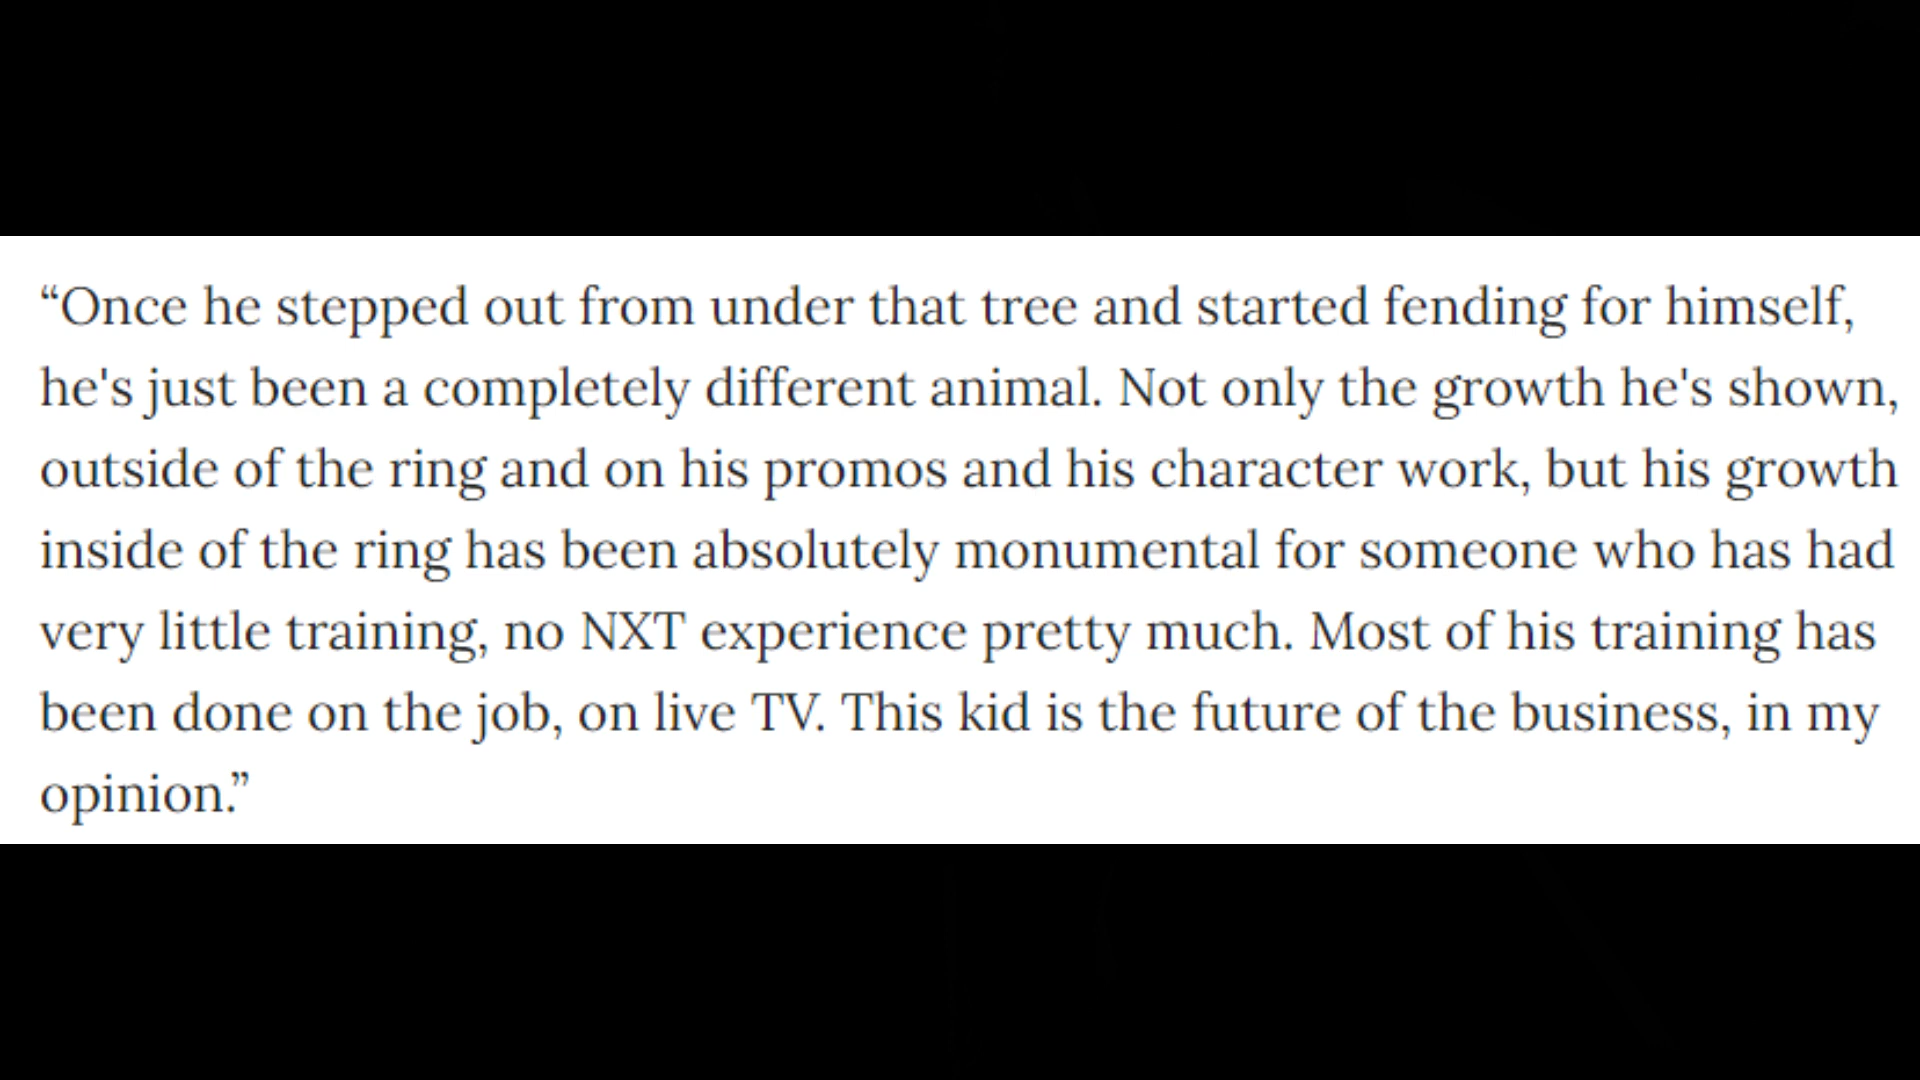 “Once he stepped out from under that tree and started fending for himself,
he's just been a completely different animal. Not only the growth he's shown,
outside of the ring and on his promos and his character work, but his growth
inside of the ring has been absolutely monumental for someone who has had
very little training, no NXT experience pretty much. Most of his training has
been done on the job, on live TV. This kid is the future of the business, in my
opinion.”